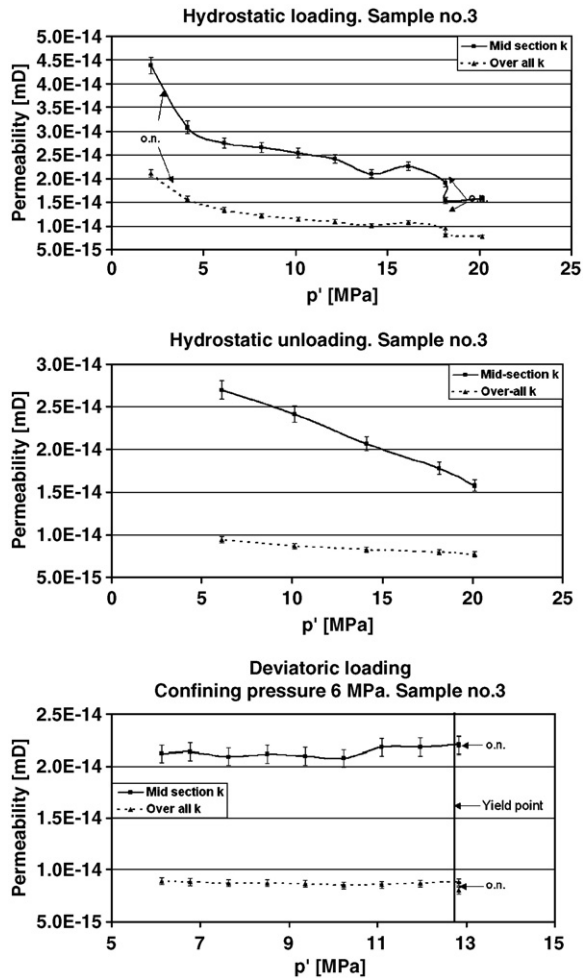 Hydrostatic loading. Sample no.3
Permeability [mD]
5.0E-14
4.5E-14
4.0E-14
3.5E-14
3.0E-14
2.5E-14
2.0E-14
1.5E-14
1.0E-14
5.0E-15
Mid section k
Over all k
o.n.
0 5 10 15 20 25
p' [MPa]
Hydrostatic unloading. Sample no.3
Permeability [mD]
3.0E-14
2.5E-14
2.0E-14
1.5E-14
1.0E-14
5.0E-15
Mid-section k
Over-all k
0 5 10 15 20 25
p' [MPa]
Deviatoric loading
Confining pressure 6 MPa. Sample no.3
Permeability [mD]
2.5E-14
2.0E-14
1.0E-14
5.0E-15
Mid section k
Over all k
o.n.
Yield point
o.n.
5 7 9 11 13 15
p' [MPa]